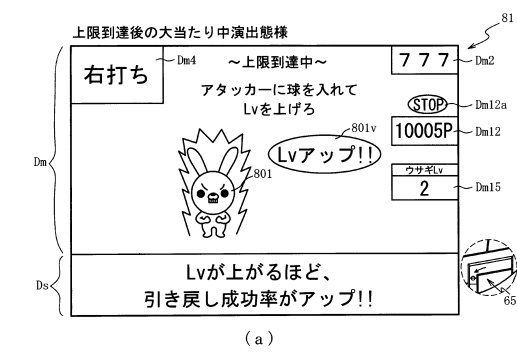 上限到達後の大当たり中演出態様
81
右打ち
Dm4
～上限到達中～
7 7 7
Dm2
アタッカーに球を入れて
Lvを上げろ
STOP
Dm12a
801v
10005P
Dm12
Lvアップ!!
Dm
801
ウサギLv
2
Dm15
Ds
Lvが上がるほど、
引き戻し成功率がアップ!!
65
(a)